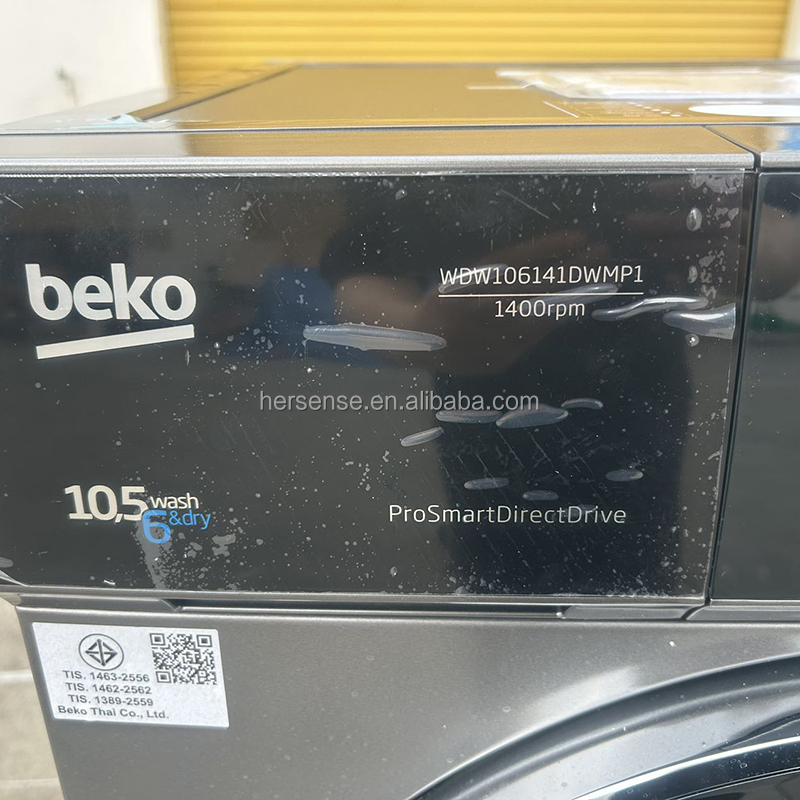 beko
WDW106141DWMP1
1400rpm
hersense.en.alibaba.com
10,5 wash
6 &dry
ProSmartDirectDrive
TIS. 1463-2556
TIS. 1462-2562
TIS. 1389-2559
Beko Thai Co., Ltd.